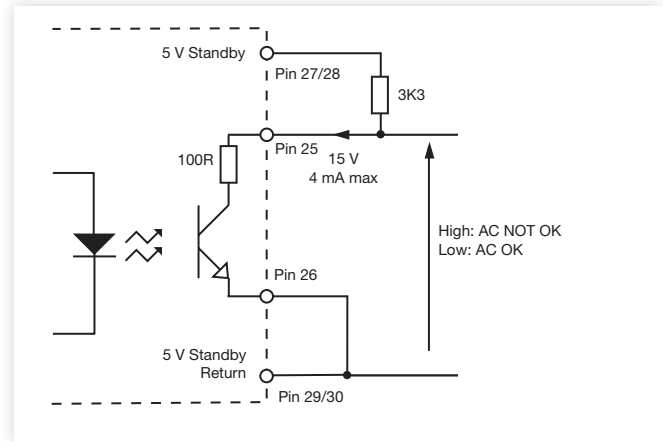 5 V Standby
Pin 27/28
3K3
Pin 25
100R
15 V
4 mA max
High: AC NOT OK
Low: AC OK
Pin 26
5 V Standby
Return
Pin 29/30